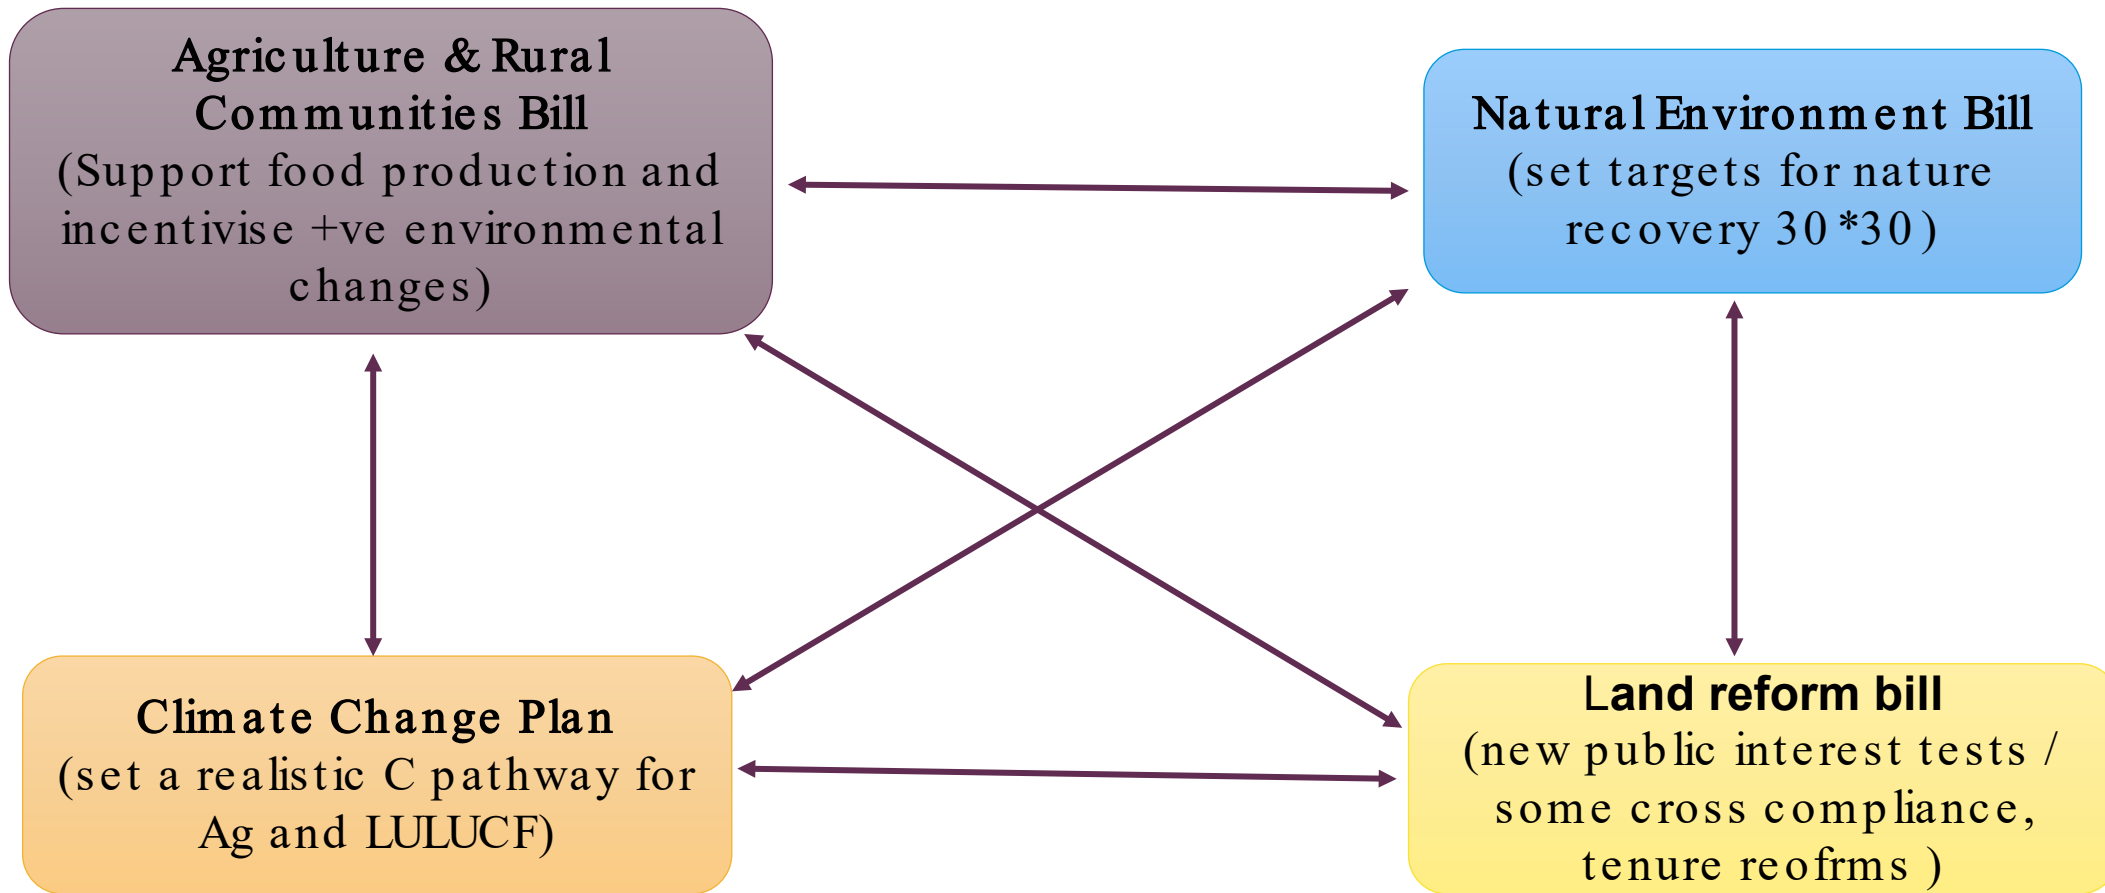 Agriculture & Rural
Communities Bill
(Support food production and
incentivise +ve environmental
changes)
Natural Environment Bill
(set targets for nature
recovery 30*30)
Climate Change Plan
(set a realistic C pathway for
Ag and LULUCF)
Land reform bill
(new public interest tests /
some cross compliance,
tenure reofrms )